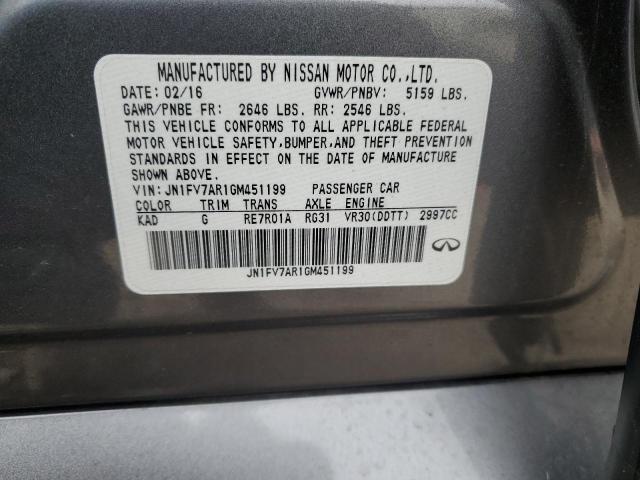 MANUFACTURED BY NISSAN MOTOR CO.,LTD.
DATE: 02/16 GVWR/PNBV: 5159 LBS.
GAWR/PNBE FR: 2646 LBS. RR: 2546 LBS.
THIS VEHICLE CONFORMS TO ALL APPLICABLE FEDERAL
MOTOR VEHICLE SAFETY,BUMPER,AND THEFT PREVENTION
STANDARDS IN EFFECT ON THE DATE OF MANUFACTURE
SHOWN ABOVE.
VIN: JN1FV7AR1GM451199 PASSENGER CAR
COLOR TRIM TRANS AXLE ENGINE
KAD G RE7R01A RG31 VR30(DDTT) 2997CC
JN1FV7AR1GM451199